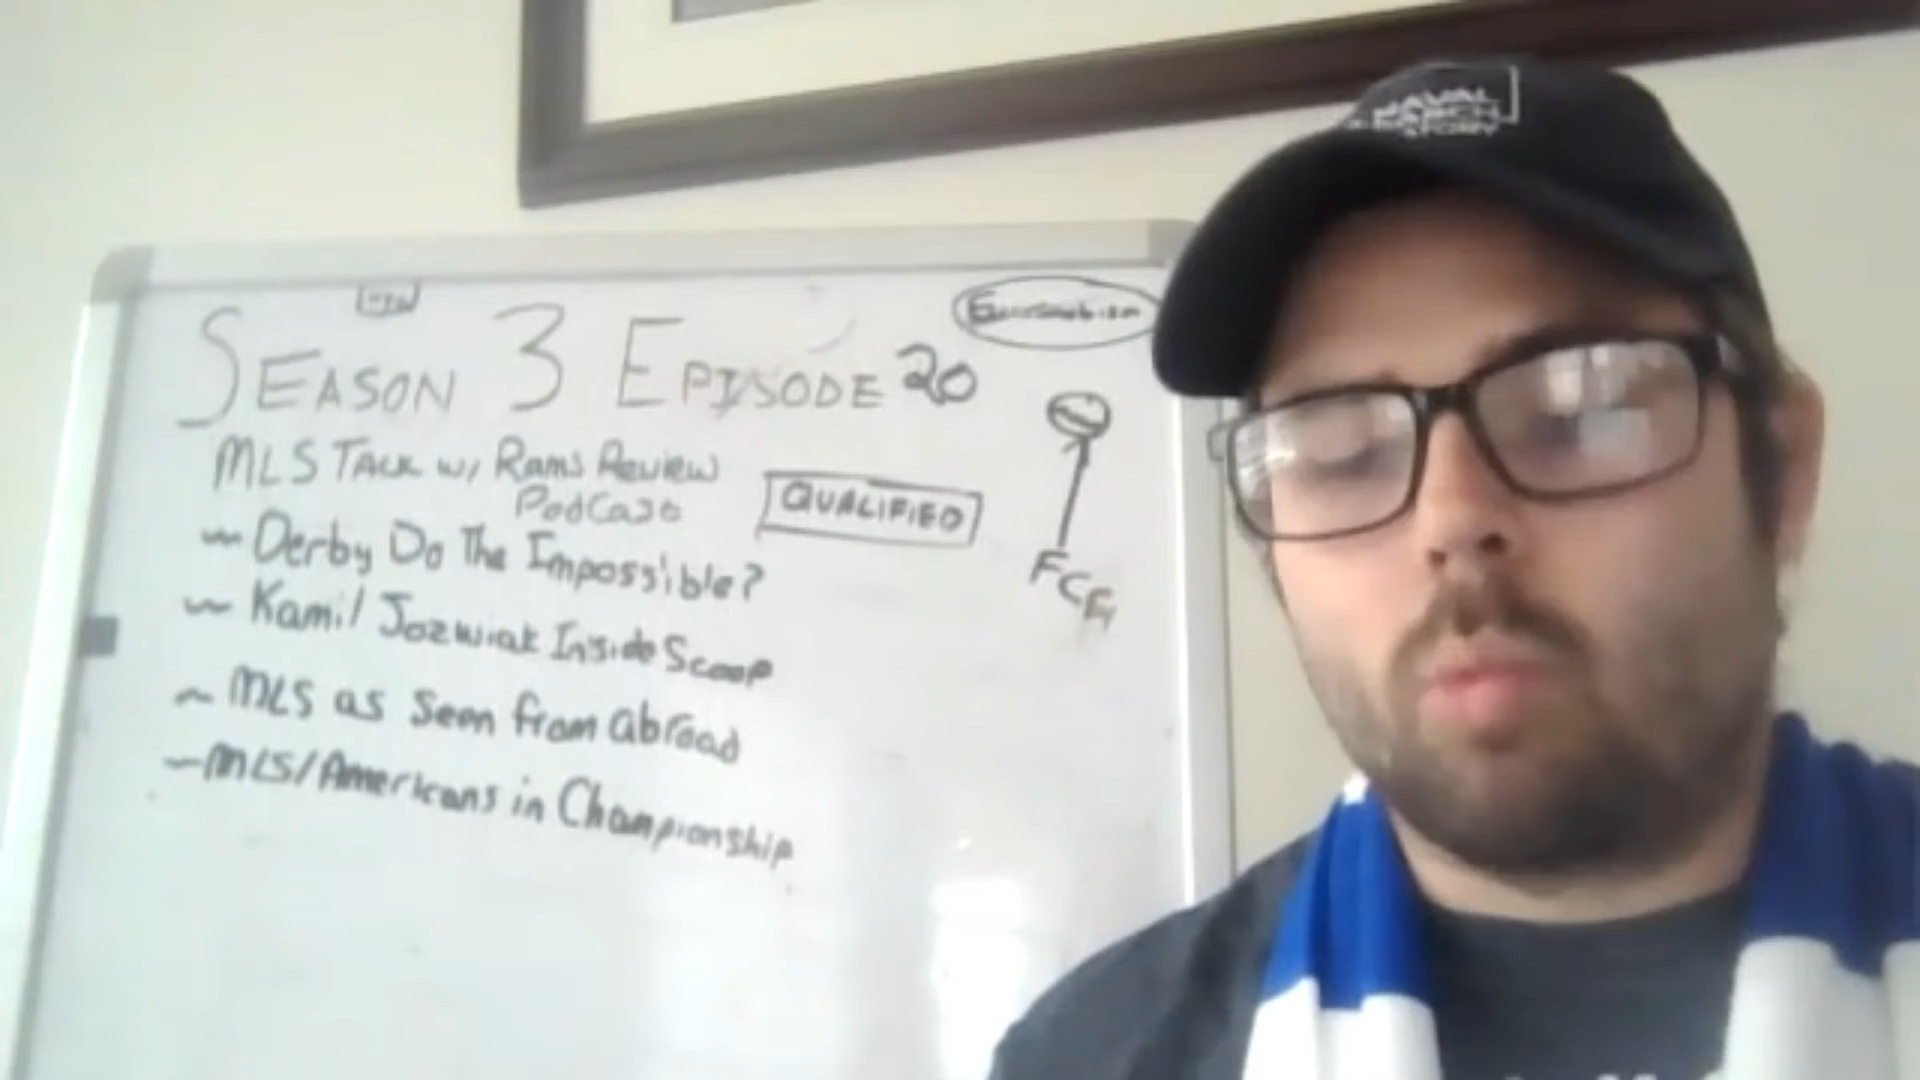 NAVAL
SEASON 3 EPISODE 20
MLS TALK w/ Rams Review
PodCast
QUALIFIED
~ Derby Do The Impossible?
~ Kamil Jozwiak Inside Scoop
~ MLS as seen from abroad
~ MLS/Americans in Championship